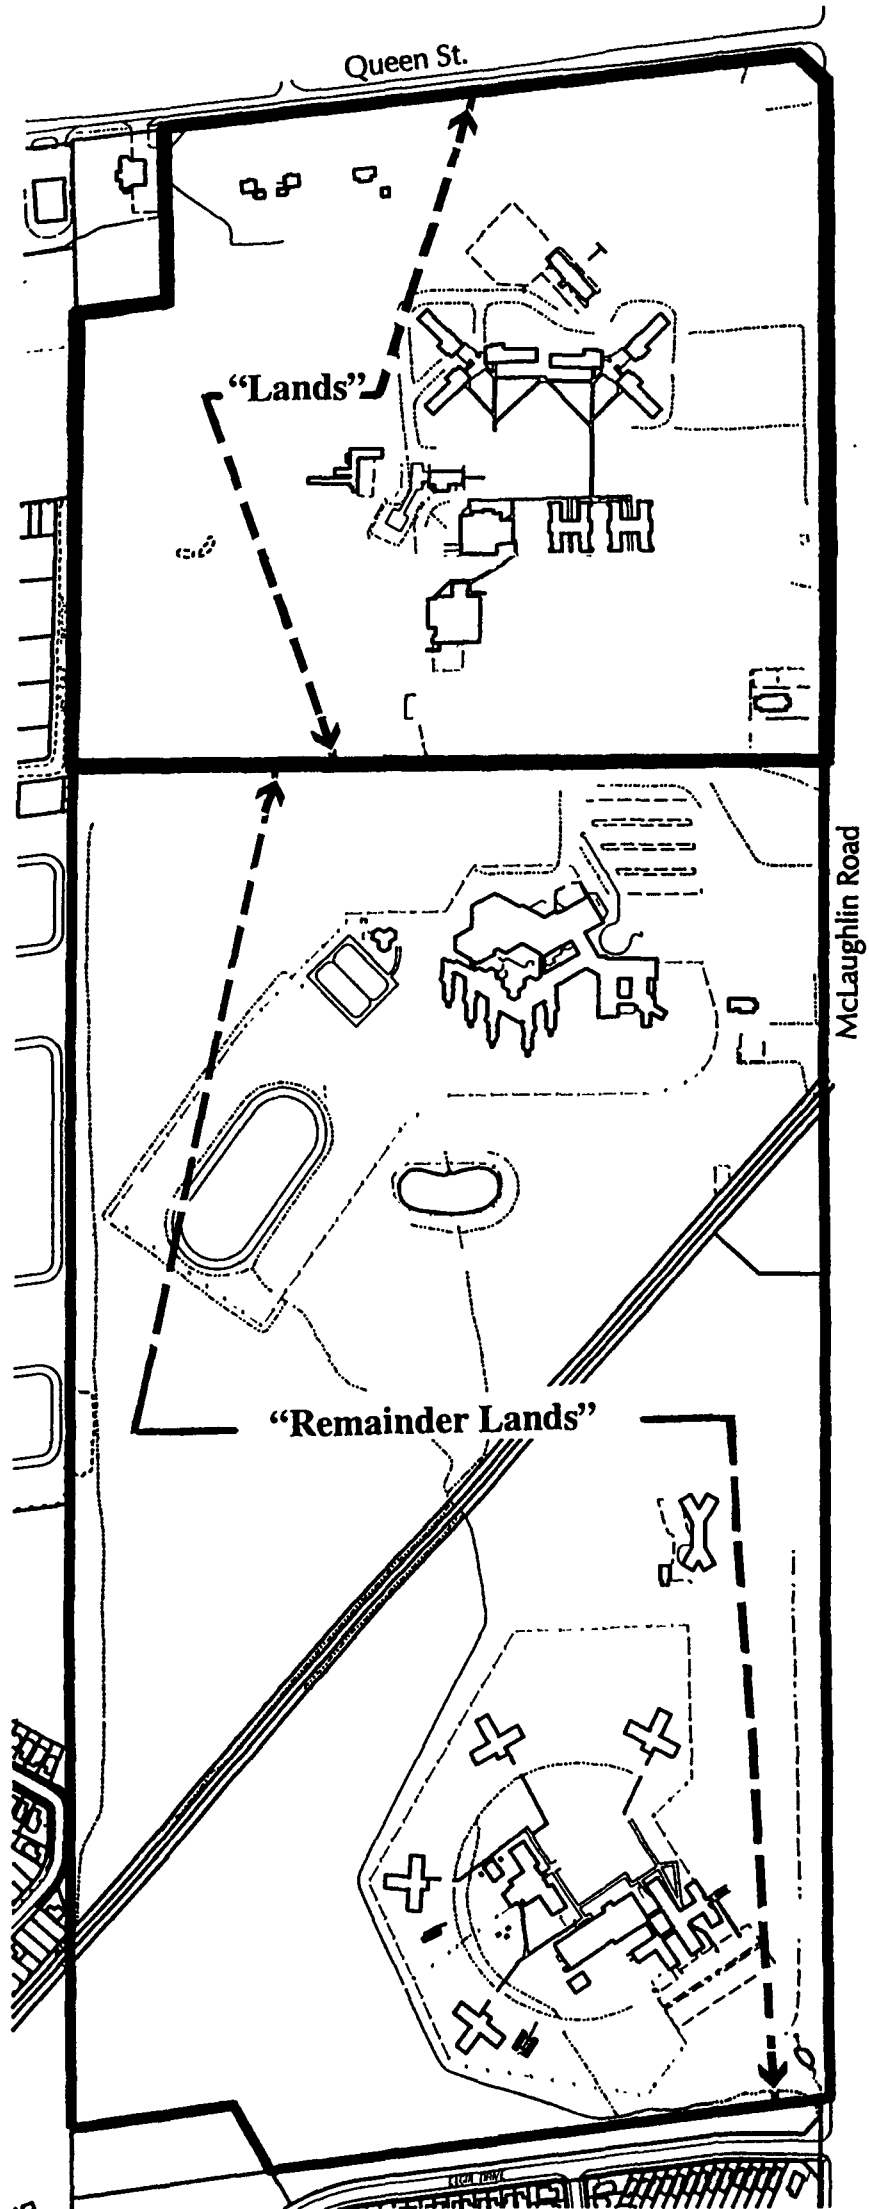 Queen St.
“Lands”
McLaughlin Road
“Remainder Lands”